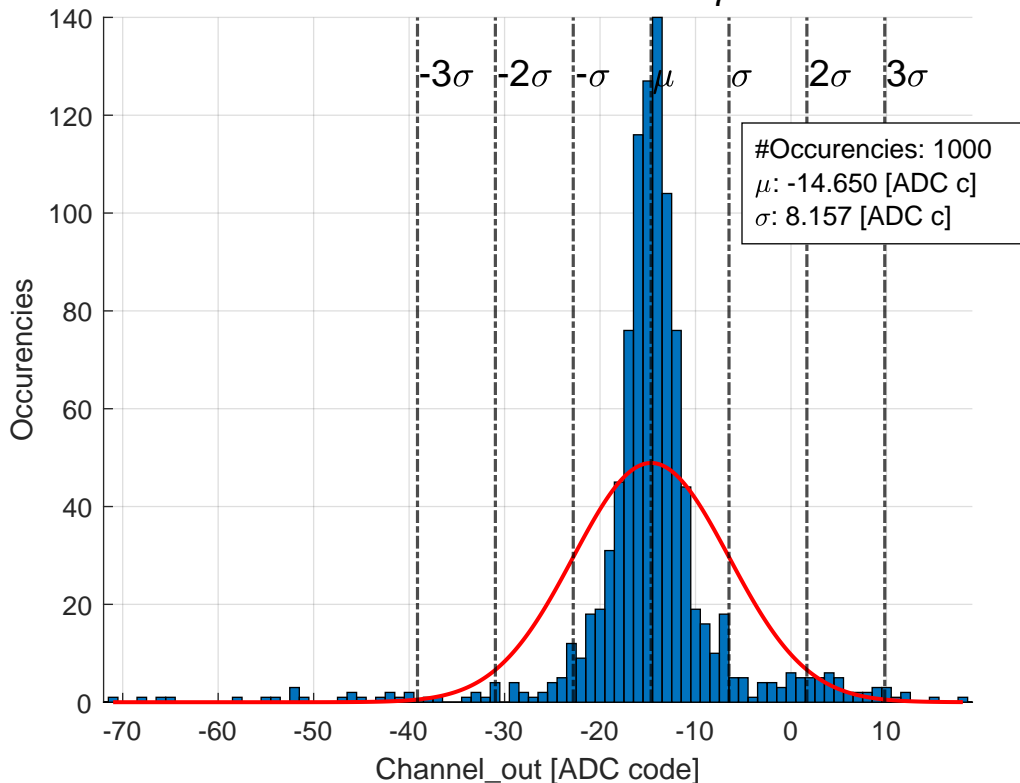 -3σ -2σ -σ μ σ 2σ 3σ
#Occurencies: 1000
μ: -14.650 [ADC c]
σ: 8.157 [ADC c]
Occurencies
140
120
100
80
60
40
20
0
-70 -60 -50 -40 -30 -20 -10 0 10
Channel_out [ADC code]